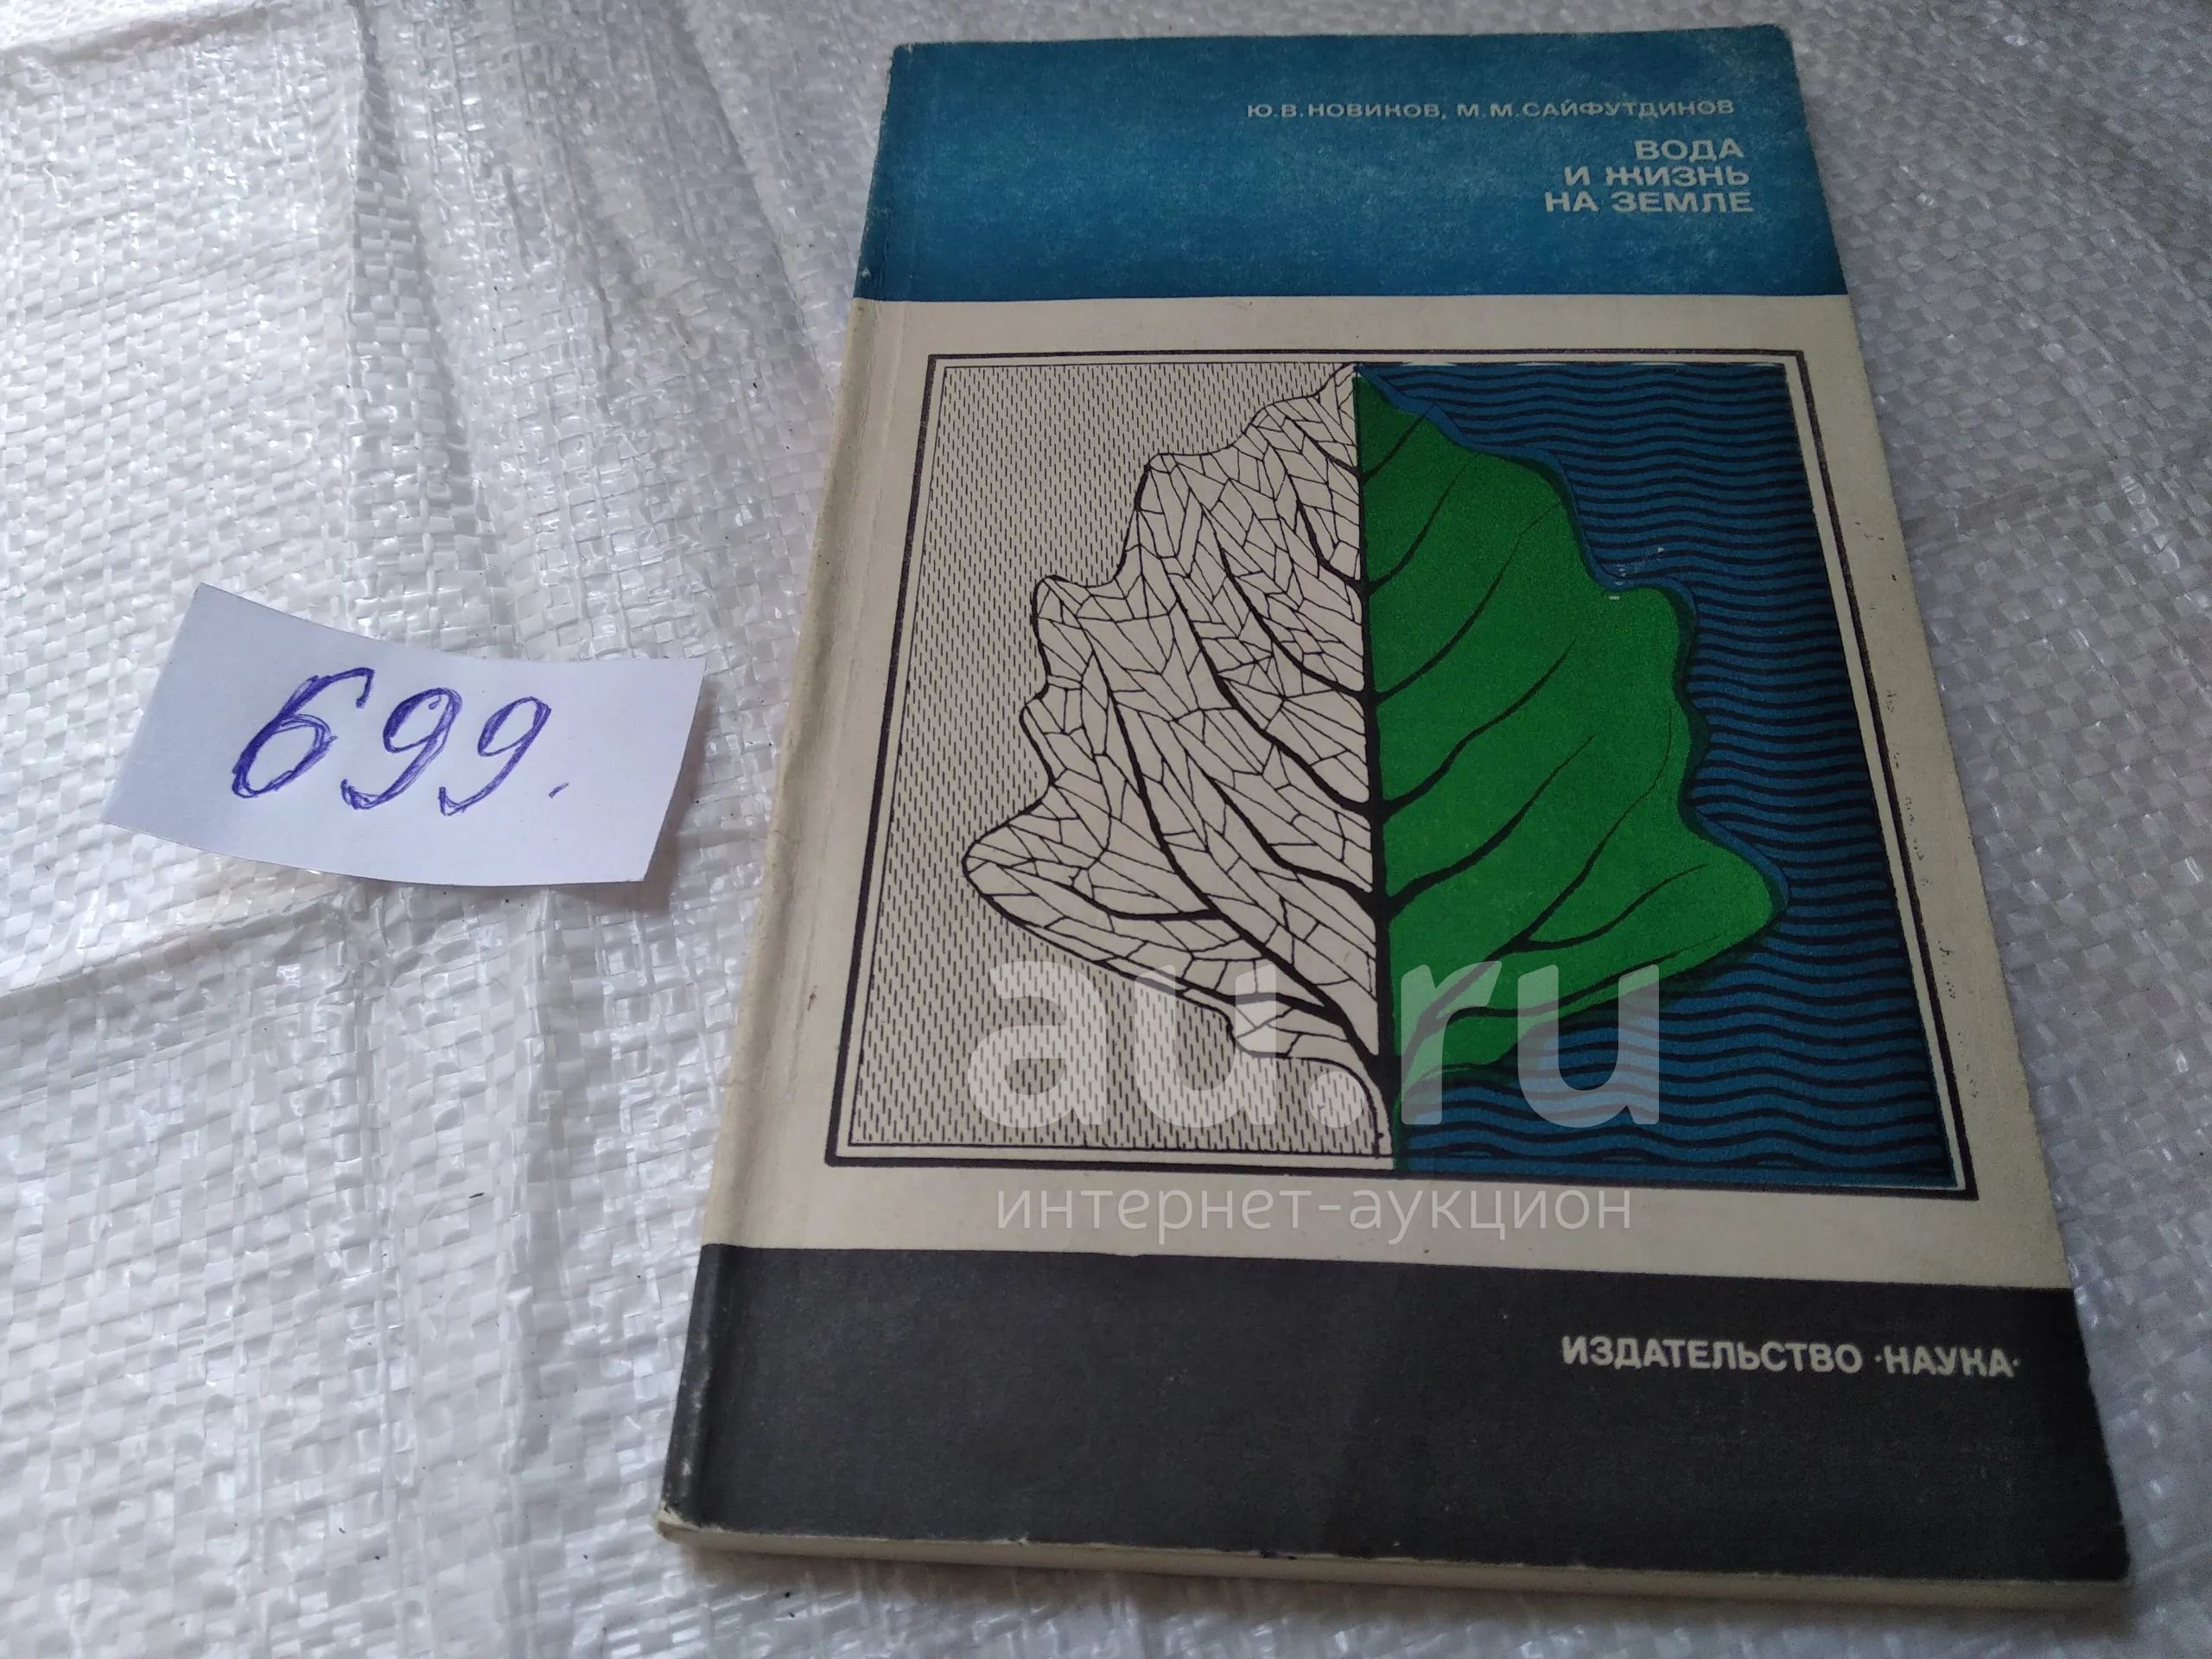 Ю.В.НОВИКОВ, М.М.САЙФУТДИНОВ
ВОДА
И ЖИЗНЬ
НА ЗЕМЛЕ
699.
au.ru
интернет-аукцион
ИЗДАТЕЛЬСТВО ·НАУКА·